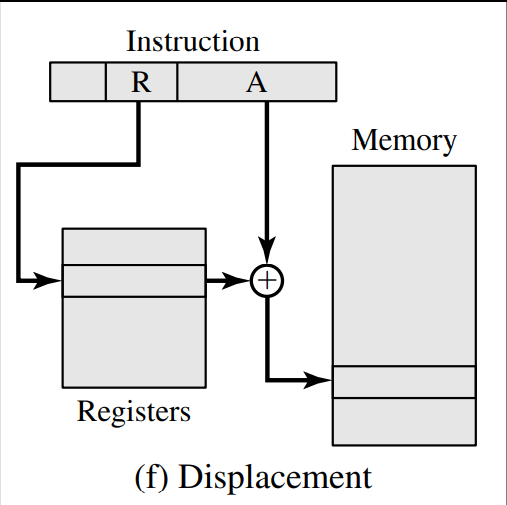 Instruction
R A
Memory
+
Registers
(f) Displacement